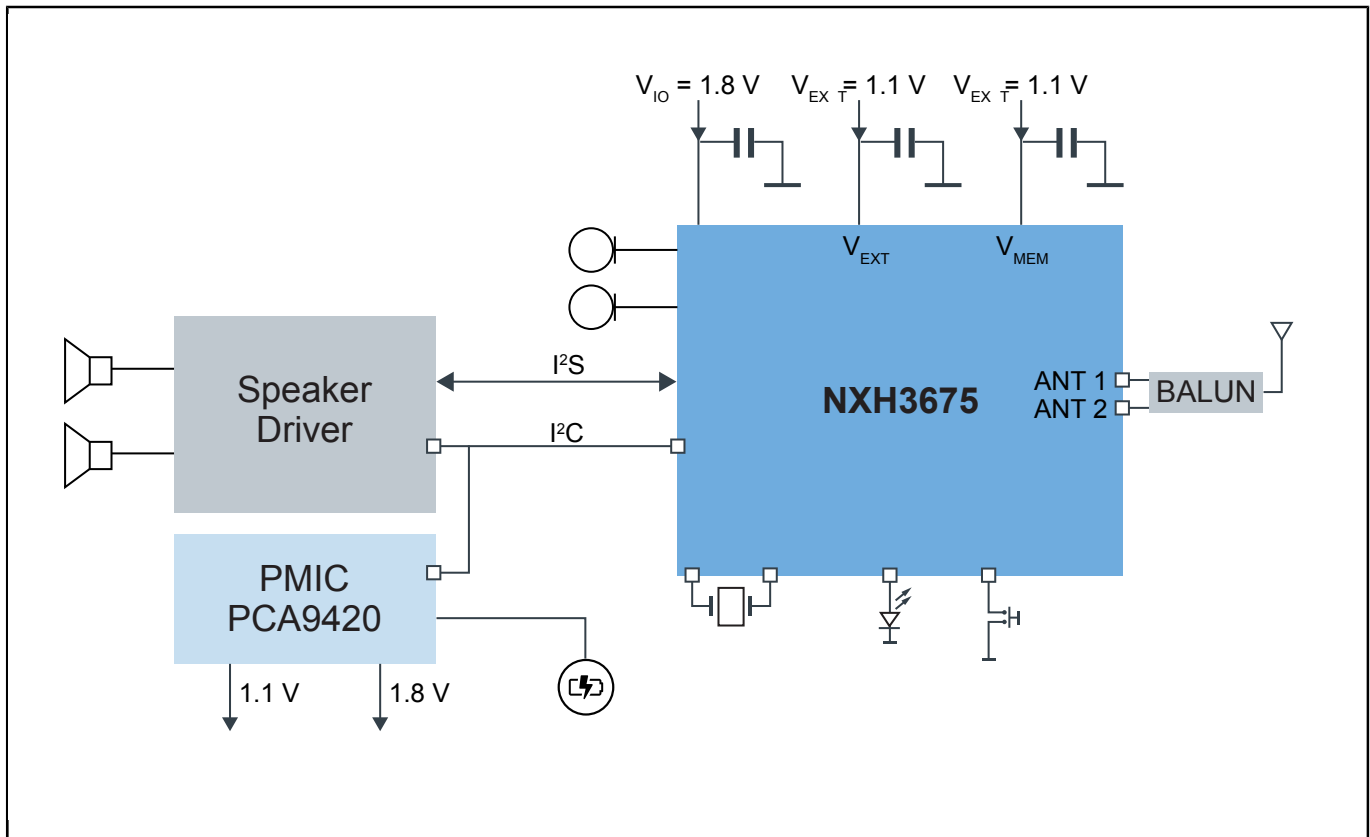 V_IO = 1.8 V
V_EX T = 1.1 V
V_EX T = 1.1 V
V_EXT
V_MEM
I²S
Speaker
Driver
NXH3675
ANT 1
ANT 2
BALUN
I²C
PMIC
PCA9420
1.1 V
1.8 V